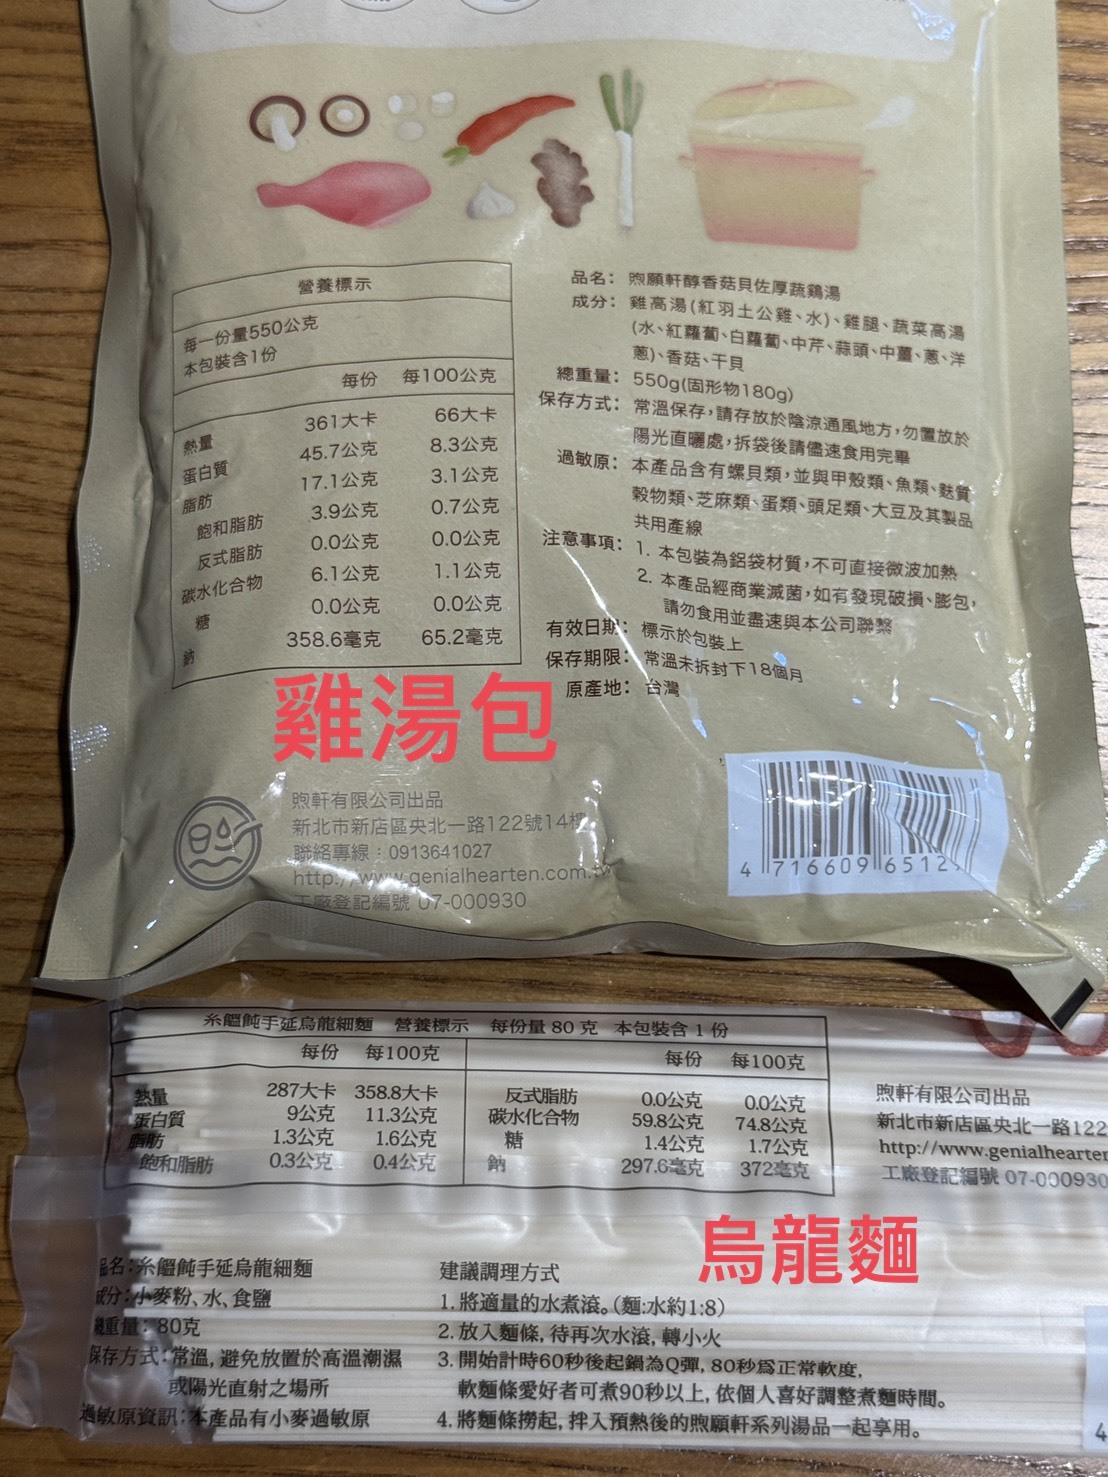 營養標示
每一份量550公克
本包裝含1份
每份 每100公克
熱量 361大卡 66大卡
蛋白質 45.7公克 8.3公克
脂肪 17.1公克 3.1公克
飽和脂肪 3.9公克 0.7公克
反式脂肪 0.0公克 0.0公克
碳水化合物 6.1公克 1.1公克
糖 0.0公克 0.0公克
鈉 358.6毫克 65.2毫克
品名： 煦願軒醇香菇貝佐厚蔬鷄湯
成分： 雞高湯(紅羽土公雞、水)、雞腿、蔬菜高湯
(水、紅蘿蔔、白蘿蔔、中芹、蒜頭、中薑、蔥、洋
蔥)、香菇、干貝
總重量： 550g(固形物180g)
保存方式： 常溫保存，請存放於陰涼通風地方，勿置放於
陽光直曬處，拆袋後請儘速食用完畢
過敏原： 本產品含有螺貝類，並與甲殼類、魚類、麩質
穀物類、芝麻類、蛋類、頭足類、大豆及其製品
共用產線
注意事項： 1. 本包裝為鋁袋材質，不可直接微波加熱
2. 本產品經商業滅菌，如有發現破損、膨包，
請勿食用並盡速與本公司聯繫
有效日期： 標示於包裝上
保存期限： 常溫未拆封下18個月
原產地： 台灣
雞湯包
煦軒有限公司出品
新北市新店區央北一路122號14樓
聯絡專線：0913641027
http://www.genialhearten.com.tw
工廠登記編號 07-000930
4 716609 6512
糸饂飩手延烏龍細麵 營養標示 每份量 80 克 本包裝含 1 份
每份 每100克 每份 每100克
熱量 287大卡 358.8大卡 反式脂肪 0.0公克 0.0公克
蛋白質 9公克 11.3公克 碳水化合物 59.8公克 74.8公克
脂肪 1.3公克 1.6公克 糖 1.4公克 1.7公克
飽和脂肪 0.3公克 0.4公克 鈉 297.6毫克 372毫克
煦軒有限公司出品
新北市新店區央北一路122
http://www.genialhearten
工廠登記編號 07-000930
烏龍麵
品名：糸饂飩手延烏龍細麵
成分：小麥粉、水、食鹽
總重量：80克
保存方式：常溫，避免放置於高溫潮濕
或陽光直射之場所
過敏原資訊：本產品有小麥過敏原
建議調理方式
1. 將適量的水煮滾。(麵:水約1:8)
2. 放入麵條，待再次水滾，轉小火
3. 開始計時60秒後起鍋為Q彈，80秒為正常軟度，
軟麵條愛好者可煮90秒以上，依個人喜好調整煮麵時間。
4. 將麵條撈起，拌入預熱後的煦願軒系列湯品一起享用。
4